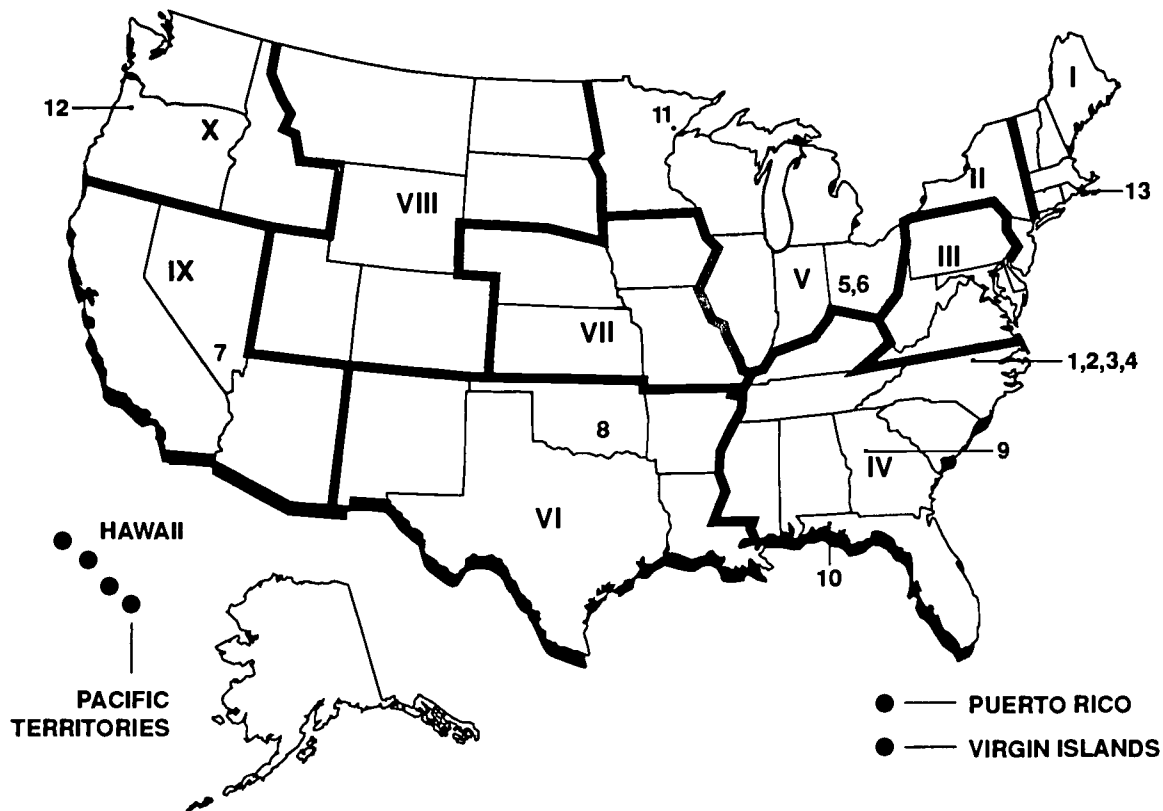 I
12
11
X
II
13
VIII
III
IX
V
5,6
VII
7
1,2,3,4
8
9
IV
VI
HAWAII
10
PACIFIC
TERRITORIES
PUERTO RICO
VIRGIN ISLANDS